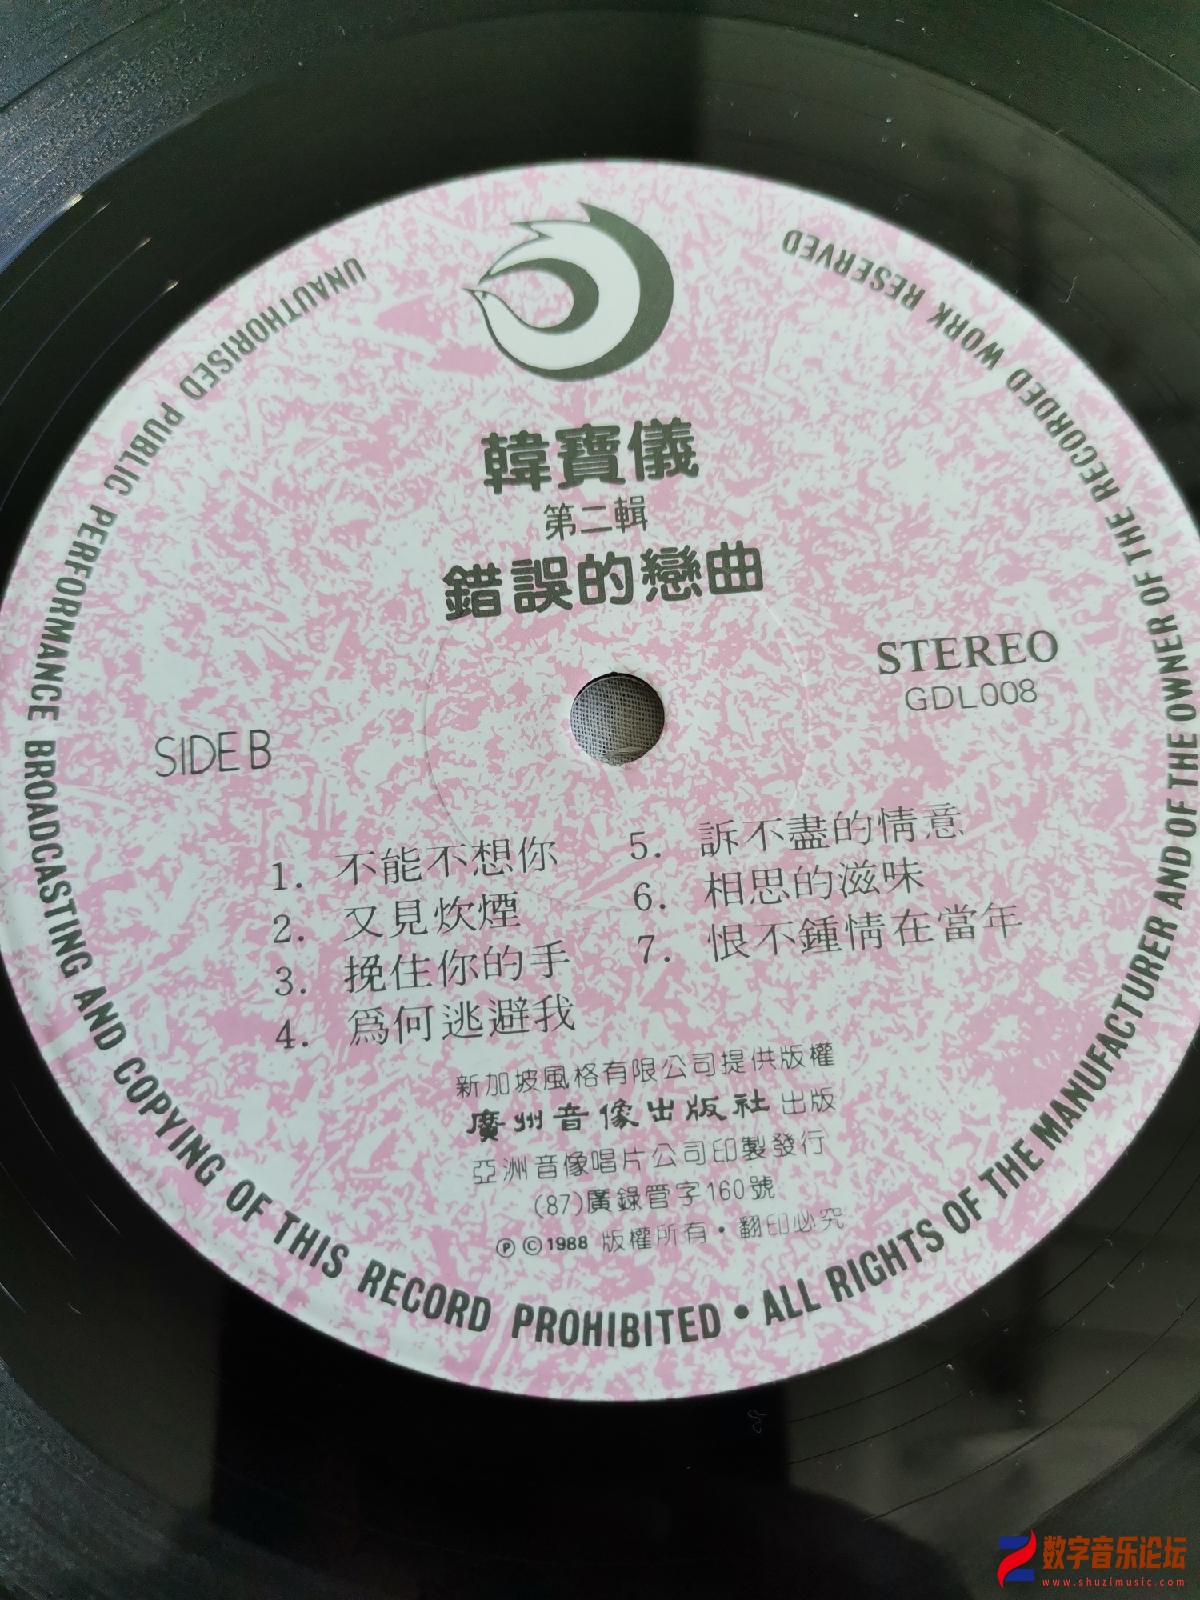 UNAUTHORISED PUBLIC PERFORMANCE BROADCASTING AND COPYING OF THIS RECORD PROHIBITED • ALL RIGHTS OF THE MANUFACTURER AND OF THE OWNER OF THE RECORDED WORK RESERVED
韓寶儀
第二輯
錯誤的戀曲
STEREO
GDL008
SIDE B
1. 不能不想你
2. 又見炊煙
3. 挽住你的手
4. 爲何逃避我
5. 訴不盡的情意
6. 相思的滋味
7. 恨不鍾情在當年
新加坡風格有限公司提供版權
廣州音像出版社 出版
亞洲音像唱片公司印製發行
(87)廣錄管字160號
Ⓟ ©1988 版權所有·翻印必究
数字音乐论坛
www.shuzimusic.com